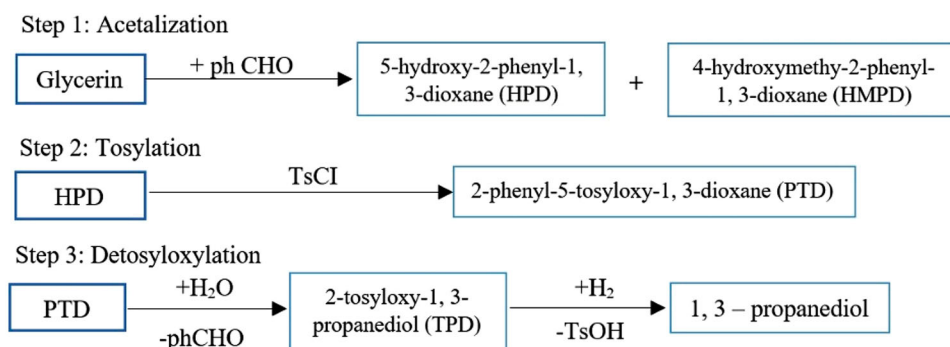 Step 1: Acetalization
Glycerin
+ ph CHO
5-hydroxy-2-phenyl-1,
3-dioxane (HPD)
+
4-hydroxymethy-2-phenyl-
1, 3-dioxane (HMPD)
Step 2: Tosylation
HPD
TsCI
2-phenyl-5-tosyloxy-1, 3-dioxane (PTD)
Step 3: Detosyloxylation
PTD
+H₂O
-phCHO
2-tosyloxy-1, 3-
propanediol (TPD)
+H₂
-TsOH
1, 3 – propanediol